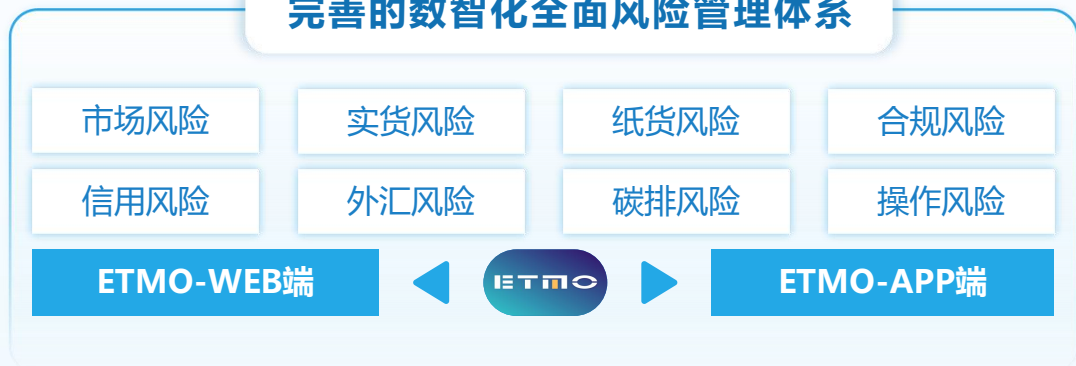 完善的数智化全面风险管理体系
市场风险 实货风险 纸货风险 合规风险
信用风险 外汇风险 碳排风险 操作风险
ETMO-WEB端 ETMO ETMO-APP端